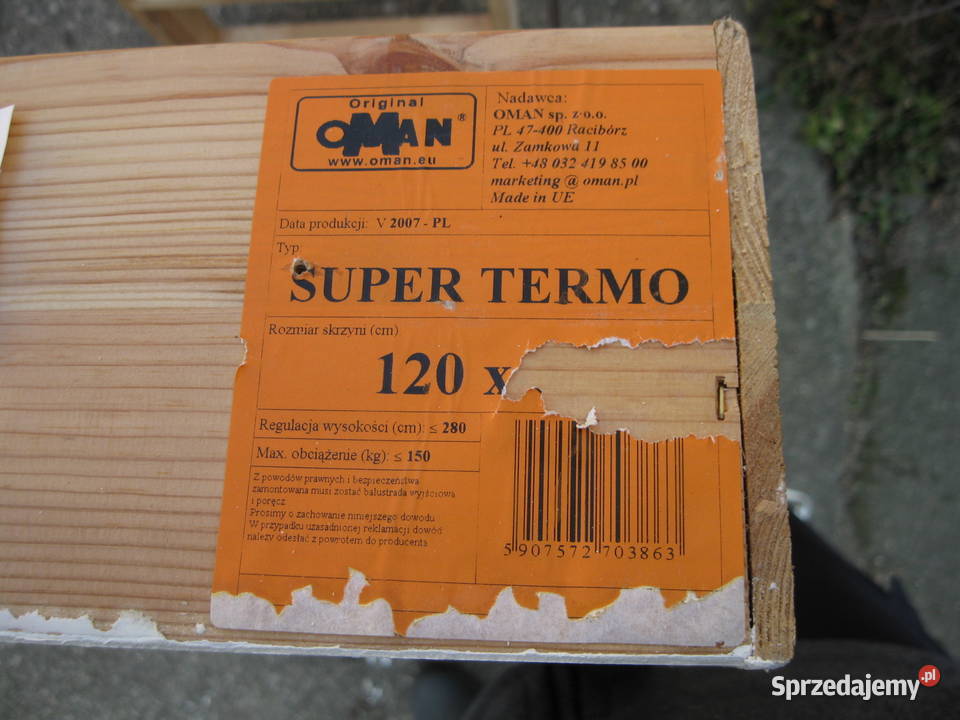 Original
OMAN®
www.oman.eu
Nadawca:
OMAN sp. z o.o.
PL 47-400 Racibórz
ul. Zamkowa 11
Tel. +48 032 419 85 00
marketing @ oman.pl
Made in UE
Data produkcji: V 2007 - PL
Typ:
SUPER TERMO
Rozmiar skrzyni (cm)
120 x
Regulacja wysokości (cm): ≤ 280
Max. obciążenie (kg): ≤ 150
Z powodów prawnych i bezpieczeństwa
zamontowana musi zostać balustrada wyjściowa
i poręcz.
Prosimy o zachowanie niniejszego dowodu.
W przypadku uzasadnionej reklamacji dowód
należy odesłać z powrotem do producenta.
5 907572 703863
Sprzedajemy.pl